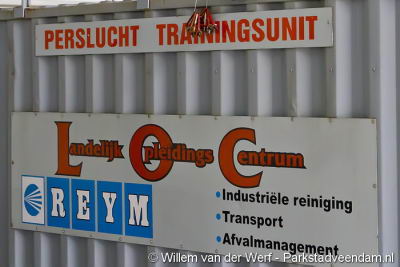 PERSLUCHT TRAININGSUNIT
Landelijk Opleidings Centrum
REYM
• Industriële reiniging
• Transport
• Afvalmanagement
© Willem van der Werf - Parkstadveendam.nl